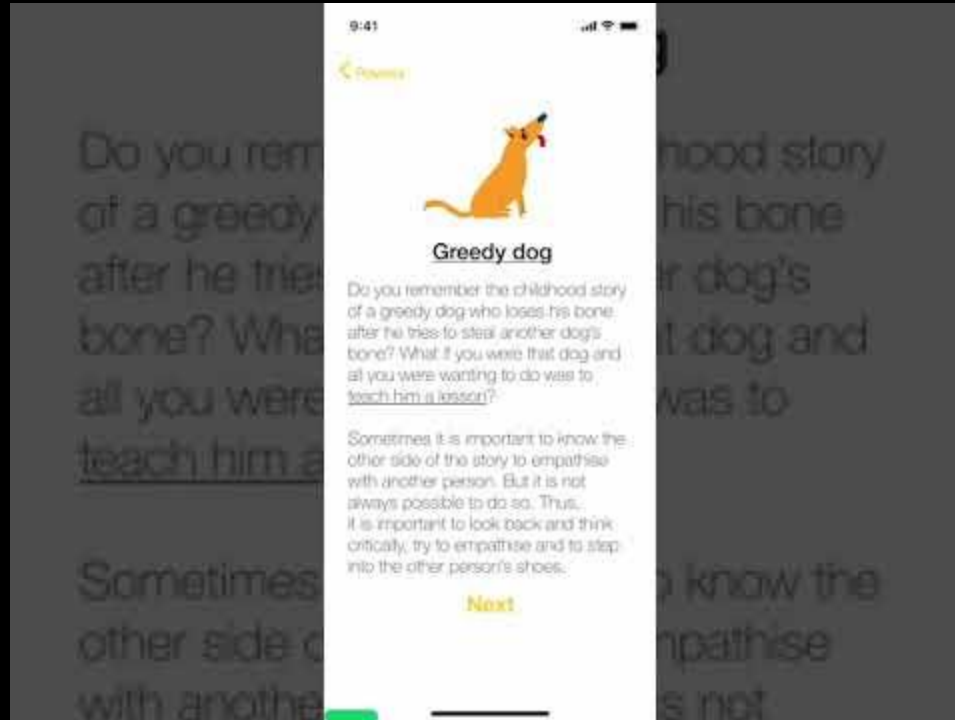 9:41
Greedy dog
Do you remember the childhood story
of a greedy dog who loses his bone
after he tries to steal another dog's
bone? What if you were that dog and
all you were wanting to do was to
teach him a lesson?
Sometimes it is important to know the
other side of the story to empathise
with another person. But it is not
always possible to do so. Thus,
it is important to look back and think
critically, try to empathise and to step
into the other person's shoes.
Next